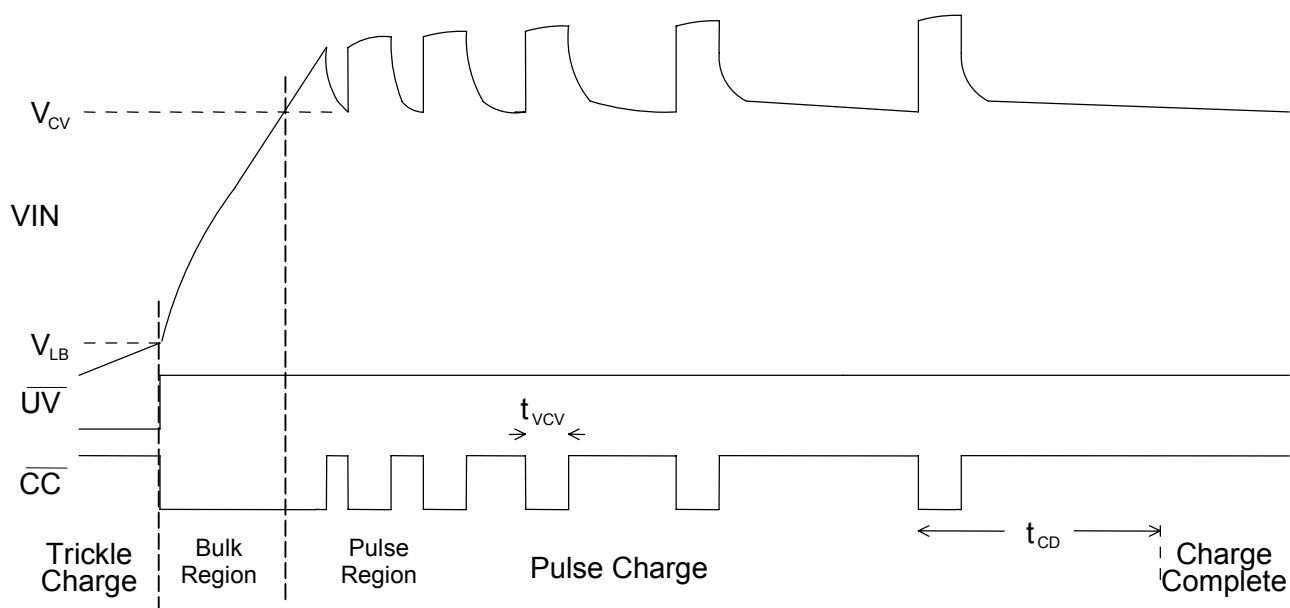 V_CV
VIN
V_LB
UV
t_VCV
CC
t_CD
Trickle
Charge
Bulk
Region
Pulse
Region
Pulse Charge
Charge
Complete